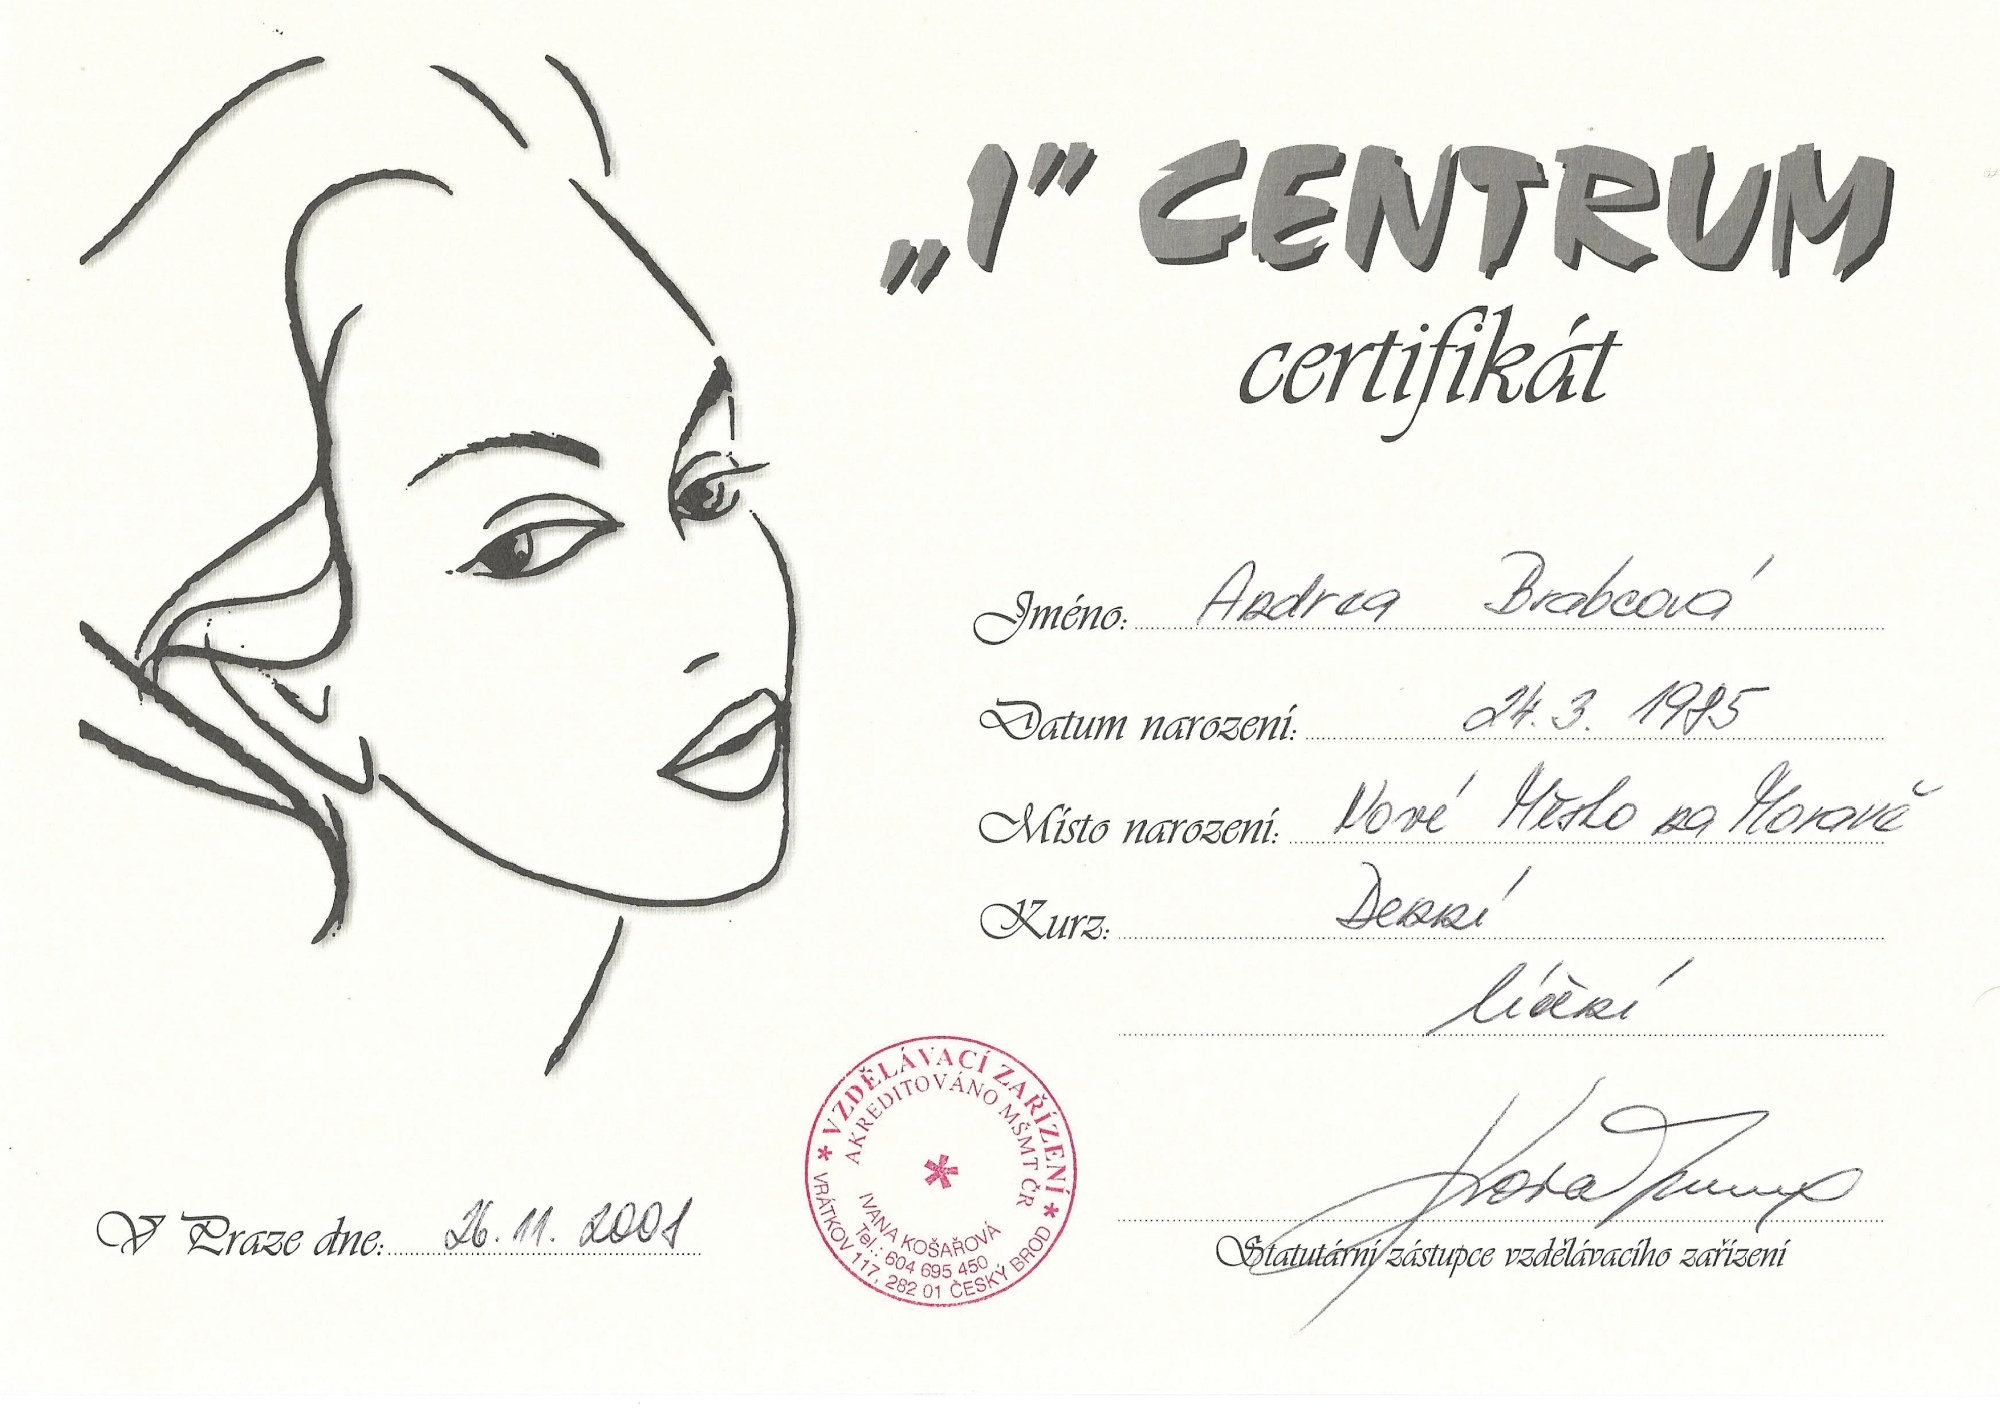 „I” CENTRUM
certifikát
Jméno: Andrea Brabcová
Datum narození: 24. 3. 1985
Místo narození: Nové Město na Moravě
Kurz: Denní
líčení
V Praze dne: 26. 11. 2001
* VZDĚLÁVACÍ ZAŘÍZENÍ *
AKREDITOVÁNO MŠMT ČR
*
IVANA KOŠAŘOVÁ
Tel.: 604 695 450
VRÁTKOV 117, 282 01 ČESKÝ BROD
Statutární zástupce vzdělávacího zařízení